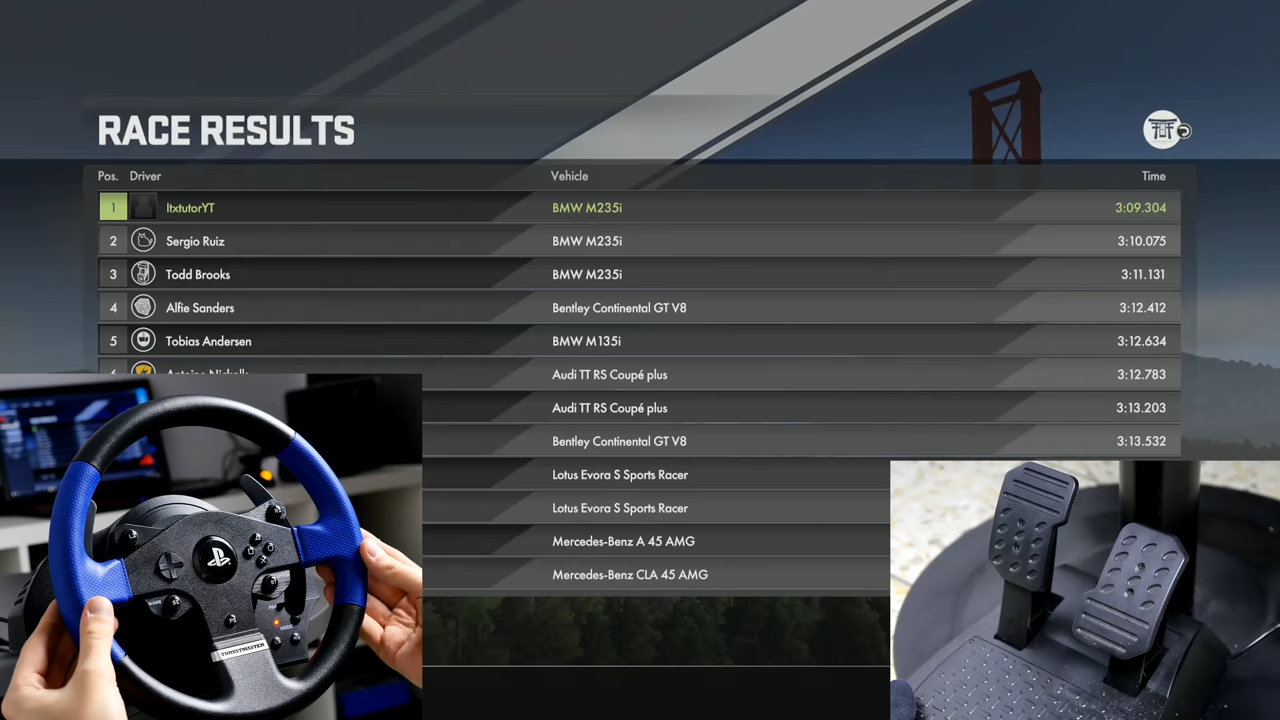 RACE RESULTS
Pos. Driver Vehicle Time
1 ItxtutorYT BMW M235i 3:09.304
2 Sergio Ruiz BMW M235i 3:10.075
3 Todd Brooks BMW M235i 3:11.131
4 Alfie Sanders Bentley Continental GT V8 3:12.412
5 Tobias Andersen BMW M135i 3:12.634
Audi TT RS Coupé plus 3:12.783
Audi TT RS Coupé plus 3:13.203
Bentley Continental GT V8 3:13.532
Lotus Evora S Sports Racer
Lotus Evora S Sports Racer
Mercedes-Benz A 45 AMG
Mercedes-Benz CLA 45 AMG
SHARE
MODE
THRUSTMASTER